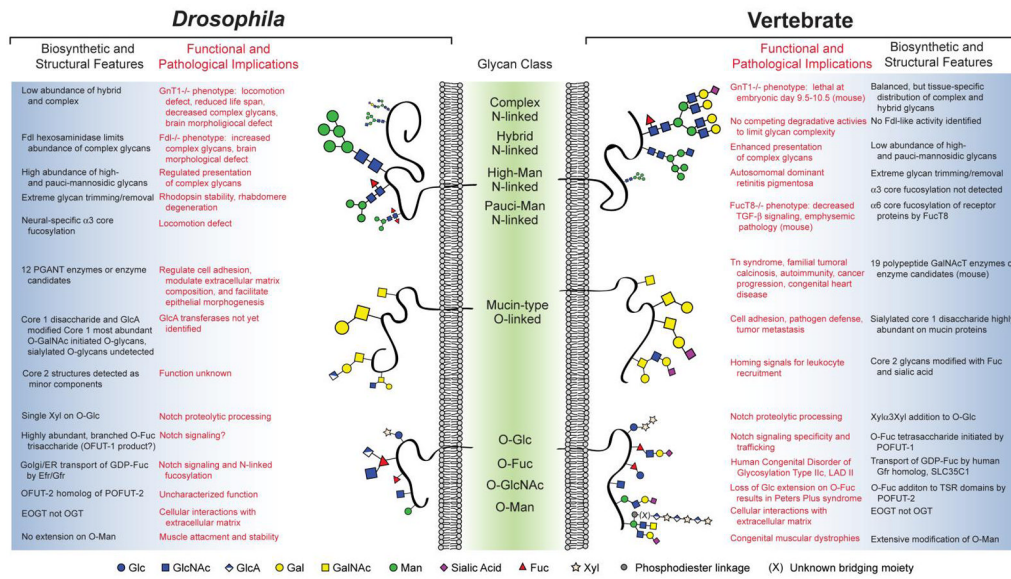 Drosophila
Vertebrate
Biosynthetic and
Structural Features
Functional and
Pathological Implications
Glycan Class
Functional and
Pathological Implications
Biosynthetic and
Structural Features
Low abundance of hybrid
and complex
Fdl hexosaminidase limits
abundance of complex glycans
High abundance of high-
and pauci-mannosidic glycans
Extreme glycan trimming/removal
Neural-specific α3 core
fucosylation
12 PGANT enzymes or enzyme
candidates
Core 1 disaccharide and GlcA
modified Core 1 most abundant
O-GalNAc initiated O-glycans,
sialylated O-glycans undetected
Core 2 structures detected as
minor components
Single Xyl on O-Glc
Highly abundant, branched O-Fuc
trisaccharide (OFUT-1 product?)
Golgi/ER transport of GDP-Fuc
by Efr/Gfr
OFUT-2 homolog of POFUT-2
EOGT not OGT
No extension on O-Man
GnT1-/- phenotype: locomotion
defect, reduced life span,
decreased complex glycans,
brain morpholigiocal defect
Fdl-/- phenotype: increased
complex glycans, brain
morphological defect
Regulated presentation
of complex glycans
Rhodopsin stability, rhabdomere
degeneration
Locomotion defect
Regulate cell adhesion,
modulate extracellular matrix
composition, and facilitate
epithelial morphogenesis
GlcA transferases not yet
identified
Function unknown
Notch proteolytic processing
Notch signaling?
Notch signaling and N-linked
fucosylation
Uncharacterized function
Cellular interactions with
extracellular matrix
Muscle attacment and stability
Complex
N-linked
Hybrid
N-linked
High-Man
N-linked
Pauci-Man
N-linked
Mucin-type
O-linked
O-Glc
O-Fuc
O-GlcNAc
O-Man
GnT1-/- phenotype: lethal at
embryonic day 9.5-10.5 (mouse)
No competing degradative activies
to limit glycan complexity
Enhanced presentation
of complex glycans
Autosomomal dominant
retinitis pigmentosa
FucT8-/- phenotype: decreased
TGF-β signaling, emphysemic
pathology (mouse)
Tn syndrome, familial tumoral
calcinosis, autoimmunity, cancer
progression, congenital heart
disease
Cell adhesion, pathogen defense,
tumor metastasis
Homing signals for leukocyte
recruitment
Notch proteolytic processing
Notch signaling specificity and
trafficking
Human Congenital Disorder of
Glycosylation Type IIc, LAD II
Loss of Glc extension on O-Fuc
results in Peters Plus syndrome
Cellular interactions with
extracellular matrix
Congenital muscular dystrophies
Balanced, but tissue-specific
distribution of complex and
hybrid glycans
No Fdl-like activity identified
Low abundance of high-
and pauci-mannosidic glycans
Extreme glycan trimming/removal
α3 core fucosylation not detected
α6 core fucosylation of receptor
proteins by FucT8
19 polypeptide GalNAcT enzymes o
enzyme candidates (mouse)
Sialylated core 1 disaccharide highly
abundant on mucin proteins
Core 2 glycans modified with Fuc
and sialic acid
Xylα3Xyl addition to O-Glc
O-Fuc tetrasaccharide initiated by
POFUT-1
Transport of GDP-Fuc by human
Gfr homolog, SLC35C1
O-Fuc additon to TSR domains by
POFUT-2
EOGT not OGT
Extensive modification of O-Man
(X)
Glc GlcNAc GlcA Gal GalNAc Man Sialic Acid Fuc Xyl Phosphodiester linkage (X) Unknown bridging moiety